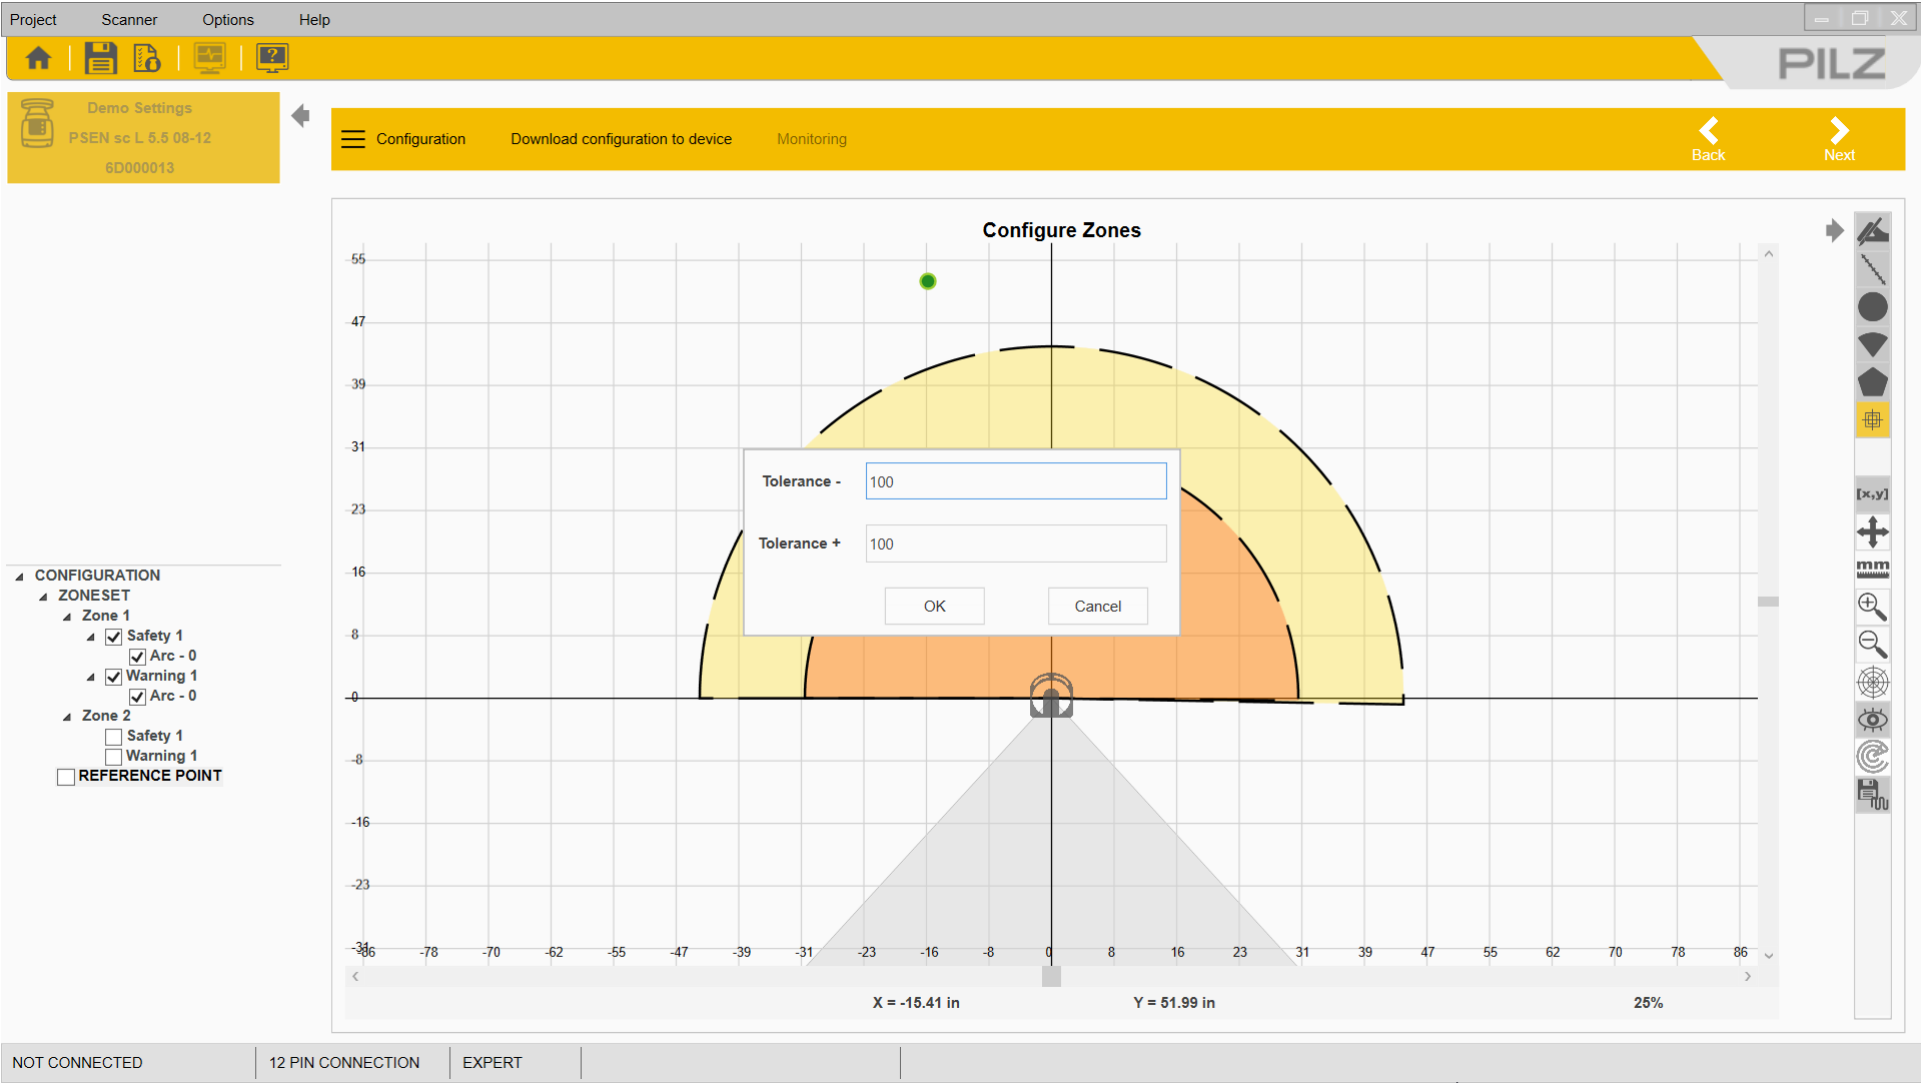 Project Scanner Options Help
PILZ
Demo Settings
PSEN sc L 5.5 08-12
6D000013
Configuration Download configuration to device Monitoring
Back Next
Configure Zones
55
47
39
31
23
16
8
0
-8
-16
-23
-31
-86 -78 -70 -62 -55 -47 -39 -31 -23 -16 -8 0 8 16 23 31 39 47 55 62 70 78 86
Tolerance - 100
Tolerance + 100
OK Cancel
?
[x,y]
mm
CONFIGURATION
ZONESET
Zone 1
Safety 1
Arc - 0
Warning 1
Arc - 0
Zone 2
Safety 1
Warning 1
REFERENCE POINT
X = -15.41 in Y = 51.99 in 25%
NOT CONNECTED 12 PIN CONNECTION EXPERT